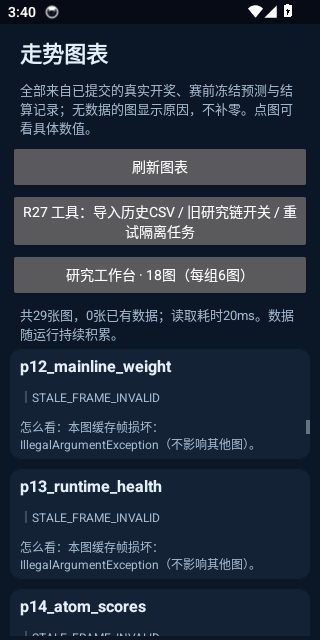 3:40
走势图表
全部来自已提交的真实开奖、赛前冻结预测与结
算记录；无数据的图显示原因，不补零。点图可
看具体数值。
刷新图表
R27 工具：导入历史CSV / 旧研究链开关 / 重
试隔离任务
研究工作台 · 18图（每组6图）
共29张图，0张已有数据；读取耗时20ms。数据
随运行持续积累。
p12_mainline_weight
｜STALE_FRAME_INVALID
怎么看：本图缓存帧损坏：
IllegalArgumentException（不影响其他图）。
p13_runtime_health
｜STALE_FRAME_INVALID
怎么看：本图缓存帧损坏：
IllegalArgumentException（不影响其他图）。
p14_atom_scores
｜STALE_FRAME_INVALID